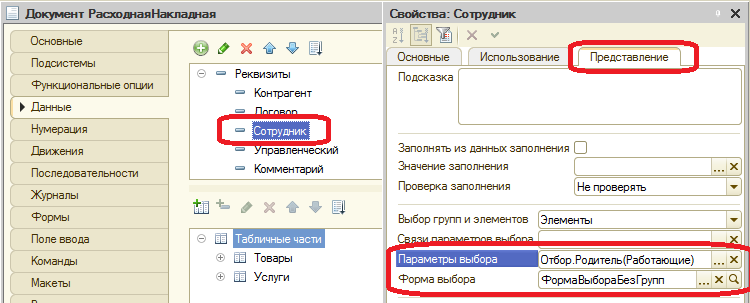 Документ РасходнаяНакладная
Основные
Подсистемы
Функциональные опции
Данные
Нумерация
Движения
Последовательности
Журналы
Формы
Поле ввода
Команды
Макеты
Реквизиты
Контрагент
Договор
Сотрудник
Управленческий
Комментарий
Табличные части
Товары
Услуги
Свойства: Сотрудник
Основные
Использование
Представление
Подсказка
Заполнять из данных заполнения
Значение заполнения
Проверка заполнения
Не проверять
Выбор групп и элементов
Элементы
Связи параметров выбора
Параметры выбора
Отбор.Родитель(Работающие)
Форма выбора
ФормаВыбораБезГрупп